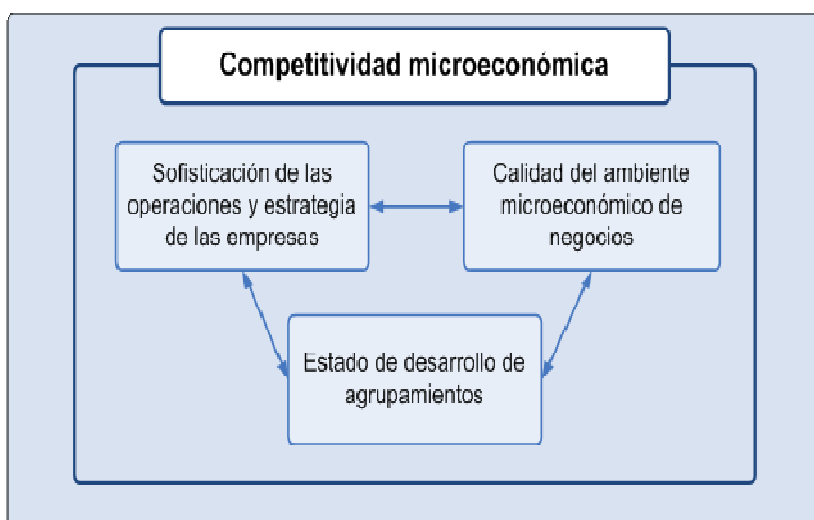 Competitividad microeconómica
Sofisticación de las
operaciones y estrategia
de las empresas
Calidad del ambiente
microeconómico de
negocios
Estado de desarrollo de
agrupamientos